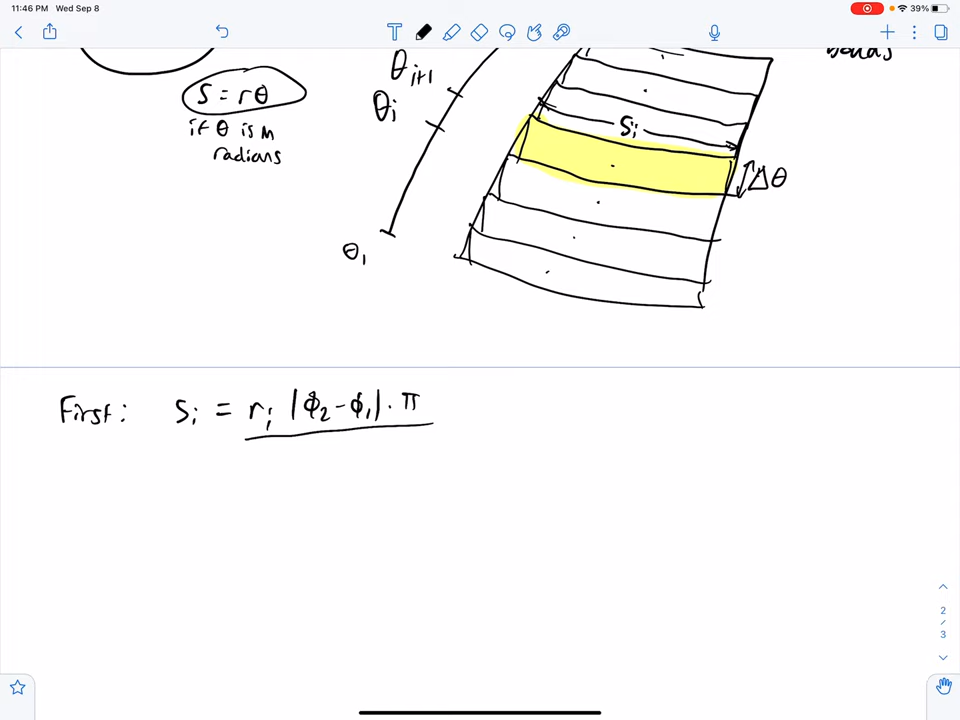 11:46 PM Wed Sep 8
39%
T
θi+1
S = rθ
θi
if θ is in
radians
Si
Δθ
θ1
First: Si = ri |ϕ2 - ϕ1| · π
2
/
3